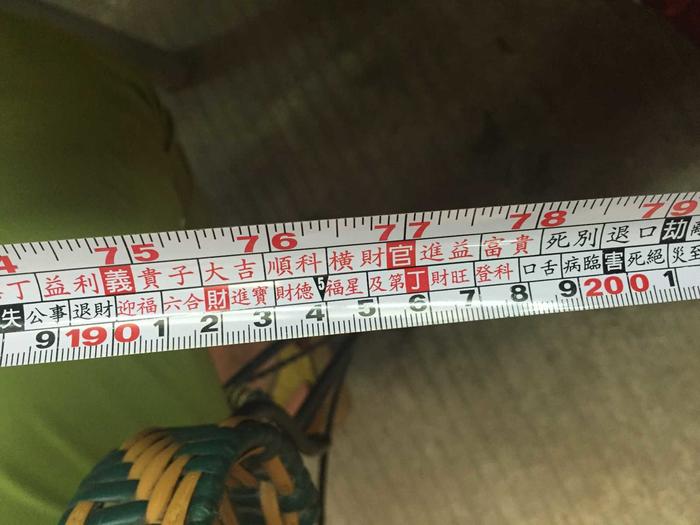 4 75 76 77 78 79
丁 益利 義 貴子 大吉 順科 橫財 官 進益 富貴 死別 退口 劫
失 公事 退財 迎福 六合 財 進寶 財德 5 福星 及第 丁 財旺 登科 口舌 病臨 害 死絕 災至
9 190 1 2 3 4 5 6 7 8 9 200 1